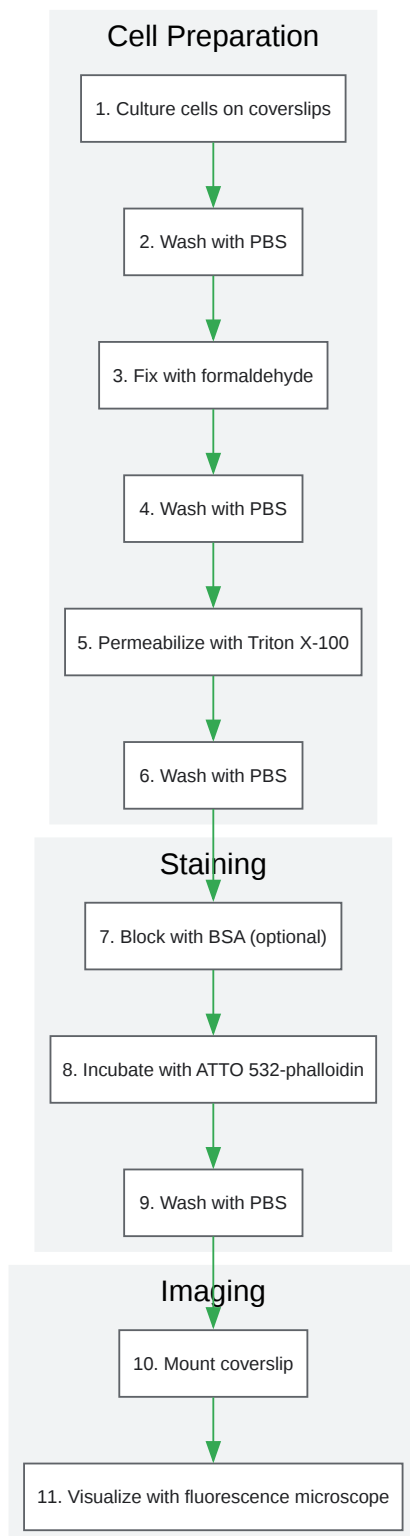 Cell Preparation
1. Culture cells on coverslips
2. Wash with PBS
3. Fix with formaldehyde
4. Wash with PBS
5. Permeabilize with Triton X-100
6. Wash with PBS
Staining
7. Block with BSA (optional)
8. Incubate with ATTO 532-phalloidin
9. Wash with PBS
Imaging
10. Mount coverslip
11. Visualize with fluorescence microscope